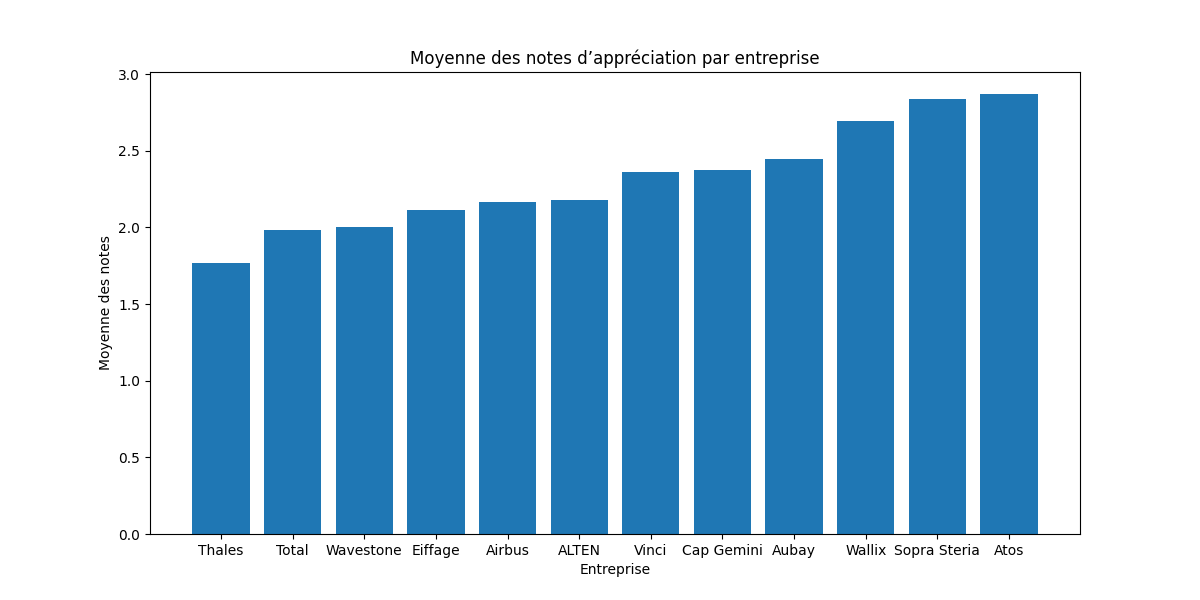 Moyenne des notes d’appréciation par entreprise
3.0
2.5
2.0
1.5
1.0
0.5
0.0
Moyenne des notes
Thales Total Wavestone Eiffage Airbus ALTEN Vinci Cap Gemini Aubay Wallix Sopra Steria Atos
Entreprise